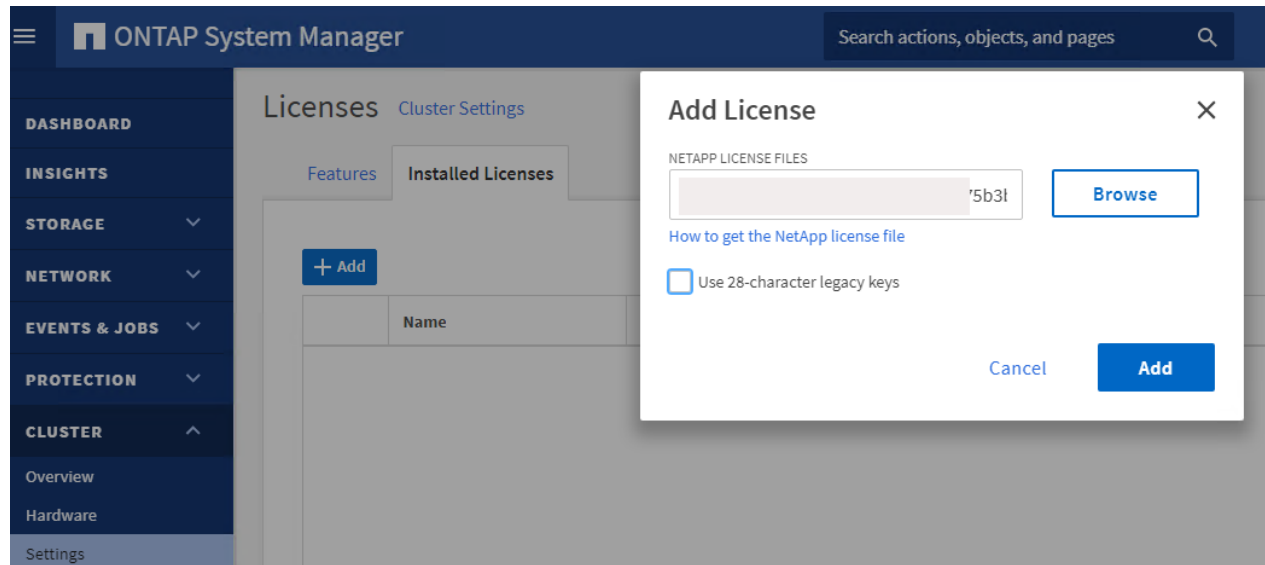 ONTAP System Manager
Search actions, objects, and pages
DASHBOARD
INSIGHTS
STORAGE
NETWORK
EVENTS & JOBS
PROTECTION
CLUSTER
Overview
Hardware
Settings
Licenses Cluster Settings
Features Installed Licenses
+ Add
Name
Add License
NETAPP LICENSE FILES
Browse
How to get the NetApp license file
Use 28-character legacy keys
Cancel Add